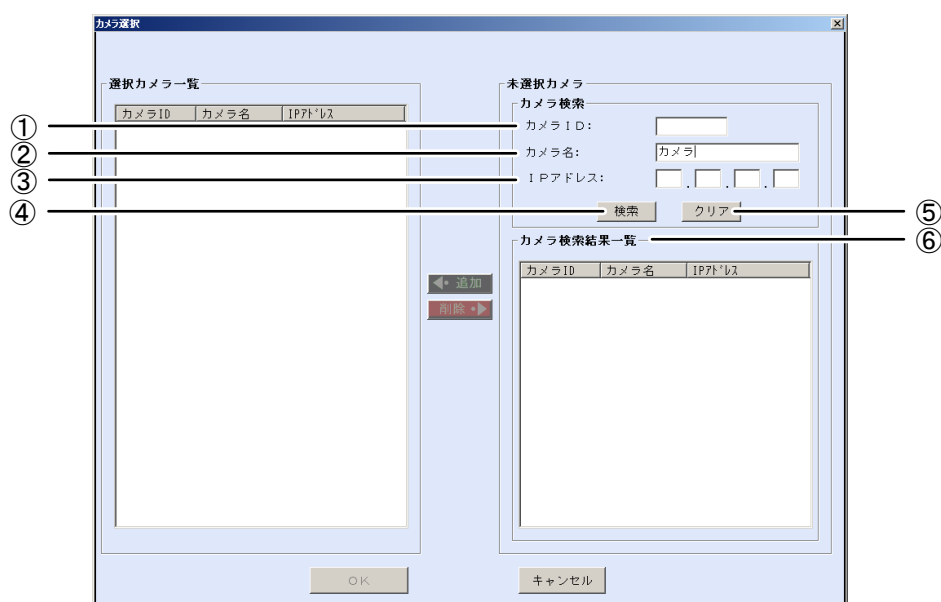 カメラ選択
選択カメラ一覧
カメラID カメラ名 IPアドレス
追加
削除
未選択カメラ
カメラ検索
① カメラID:
② カメラ名: カメラ
③ IPアドレス: . . .
④ 検索 クリア ⑤
カメラ検索結果一覧 ⑥
カメラID カメラ名 IPアドレス
OK キャンセル